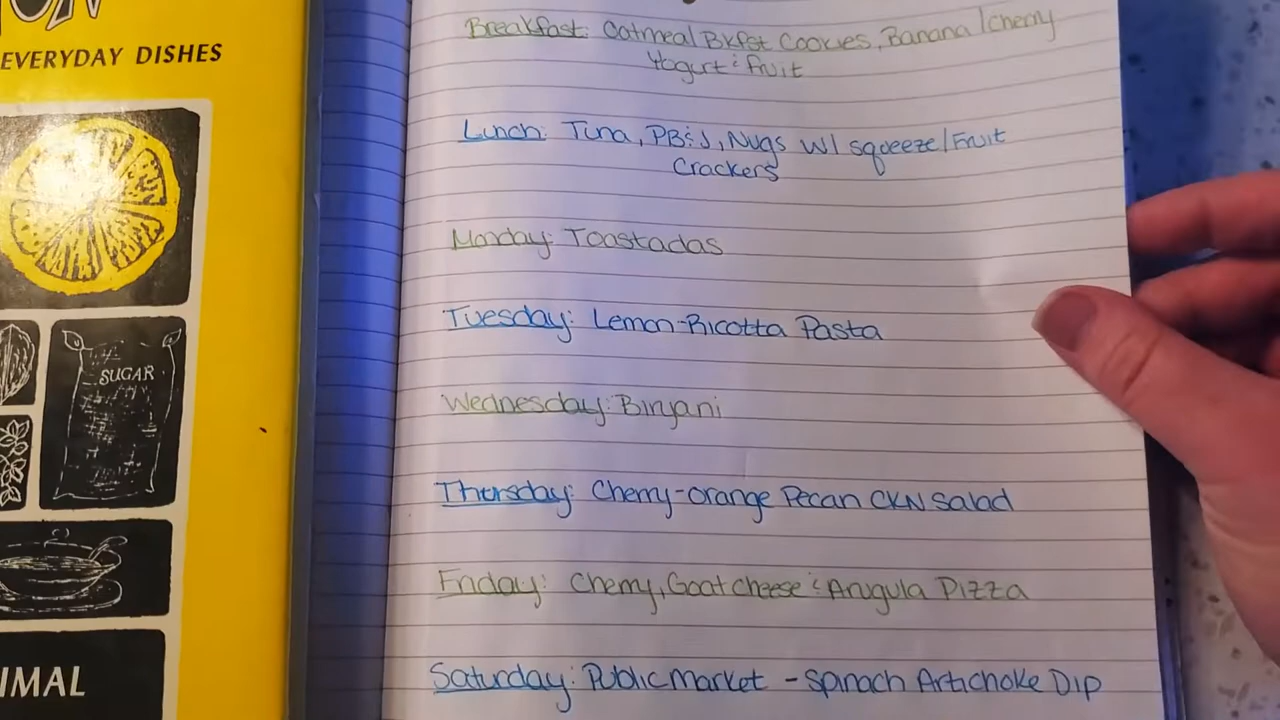 EVERYDAY DISHES
SUGAR
IMAL
Breakfast: Oatmeal Bkfst Cookies, Banana/cherry
Yogurt & Fruit
Lunch: Tuna, PB&J, Nugs w/ squeeze/Fruit
Crackers
Monday: Toastadas
Tuesday: Lemon-Ricotta Pasta
Wednesday: Biryani
Thursday: Cherry-orange Pecan CKN Salad
Friday: Cherry, Goat Cheese & Arugula Pizza
Saturday: Public Market - Spinach Artichoke Dip